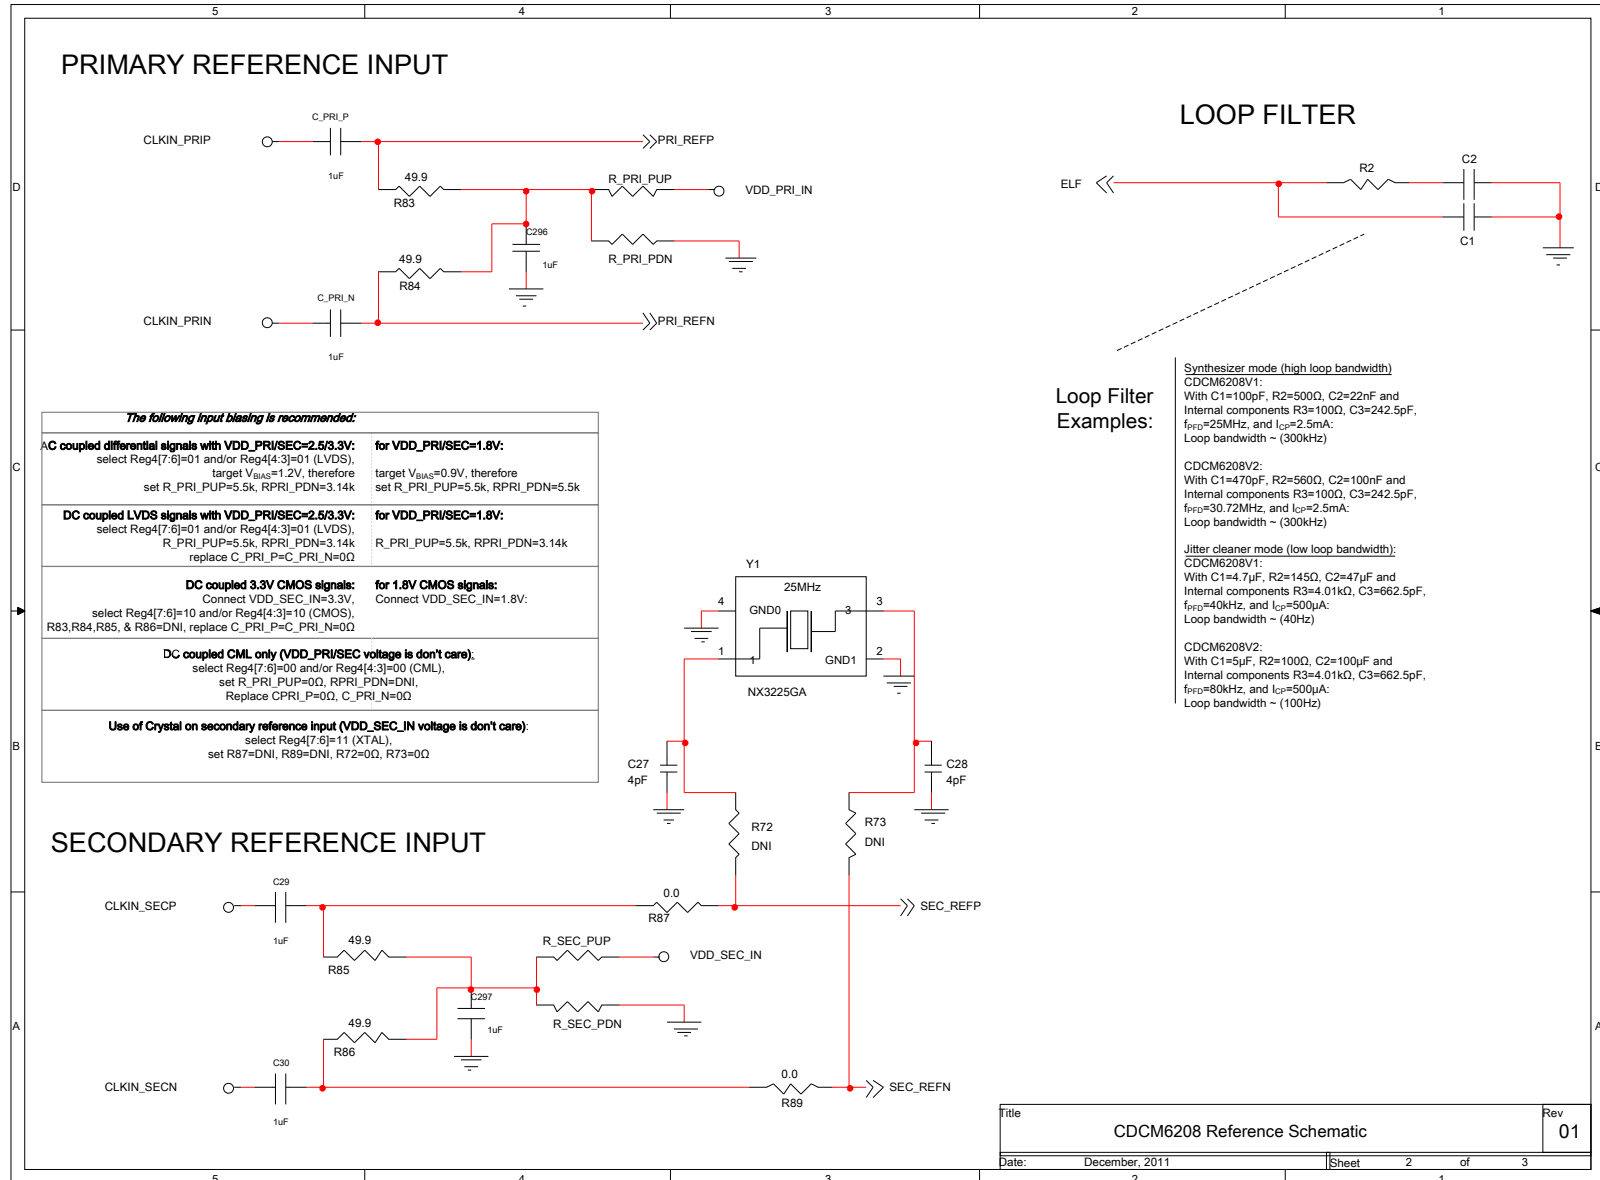 5 4 3 2 1
PRIMARY REFERENCE INPUT
C_PRI_P
CLKIN_PRIP
PRI_REFP
1uF
49.9
R83
R_PRI_PUP
VDD_PRI_IN
C296
1uF
R_PRI_PDN
49.9
R84
C_PRI_N
CLKIN_PRIN
PRI_REFN
1uF
LOOP FILTER
ELF
R2
C2
C1
D D
Loop Filter
Examples:
Synthesizer mode (high loop bandwidth)
CDCM6208V1:
With C1=100pF, R2=500Ω, C2=22nF and
Internal components R3=100Ω, C3=242.5pF,
fPFD=25MHz, and ICP=2.5mA:
Loop bandwidth ~ (300kHz)
CDCM6208V2:
With C1=470pF, R2=560Ω, C2=100nF and
Internal components R3=100Ω, C3=242.5pF,
fPFD=30.72MHz, and ICP=2.5mA:
Loop bandwidth ~ (300kHz)
Jitter cleaner mode (low loop bandwidth):
CDCM6208V1:
With C1=4.7µF, R2=145Ω, C2=47µF and
Internal components R3=4.01kΩ, C3=662.5pF,
fPFD=40kHz, and ICP=500µA:
Loop bandwidth ~ (40Hz)
CDCM6208V2:
With C1=5µF, R2=100Ω, C2=100µF and
Internal components R3=4.01kΩ, C3=662.5pF,
fPFD=80kHz, and ICP=500µA:
Loop bandwidth ~ (100Hz)
C C
The following input biasing is recommended:
AC coupled differential signals with VDD_PRI/SEC=2.5/3.3V: for VDD_PRI/SEC=1.8V:
select Reg4[7:6]=01 and/or Reg4[4:3]=01 (LVDS),
target VBIAS=1.2V, therefore target VBIAS=0.9V, therefore
set R_PRI_PUP=5.5k, RPRI_PDN=3.14k set R_PRI_PUP=5.5k, RPRI_PDN=5.5k
DC coupled LVDS signals with VDD_PRI/SEC=2.5/3.3V: for VDD_PRI/SEC=1.8V:
select Reg4[7:6]=01 and/or Reg4[4:3]=01 (LVDS),
R_PRI_PUP=5.5k, RPRI_PDN=3.14k R_PRI_PUP=5.5k, RPRI_PDN=3.14k
replace C_PRI_P=C_PRI_N=0Ω
DC coupled 3.3V CMOS signals: for 1.8V CMOS signals:
Connect VDD_SEC_IN=3.3V, Connect VDD_SEC_IN=1.8V:
select Reg4[7:6]=10 and/or Reg4[4:3]=10 (CMOS),
R83,R84,R85, & R86=DNI, replace C_PRI_P=C_PRI_N=0Ω
DC coupled CML only (VDD_PRI/SEC voltage is don't care):
select Reg4[7:6]=00 and/or Reg4[4:3]=00 (CML),
set R_PRI_PUP=0Ω, RPRI_PDN=DNI,
Replace CPRI_P=0Ω, C_PRI_N=0Ω
Use of Crystal on secondary reference input (VDD_SEC_IN voltage is don't care):
select Reg4[7:6]=11 (XTAL),
set R87=DNI, R89=DNI, R72=0Ω, R73=0Ω
B B
Y1
25MHz
4 GND0 3 3
1 1 GND1 2
NX3225GA
C27
4pF
C28
4pF
R72
DNI
R73
DNI
SECONDARY REFERENCE INPUT
C29
CLKIN_SECP
1uF
0.0
R87
SEC_REFP
49.9
R85
R_SEC_PUP
VDD_SEC_IN
C297
1uF
R_SEC_PDN
49.9
R86
C30
CLKIN_SECN
1uF
0.0
R89
SEC_REFN
A A
Title
CDCM6208 Reference Schematic
Rev
01
Date: December, 2011 Sheet 2 of 3
5 4 3 2 1